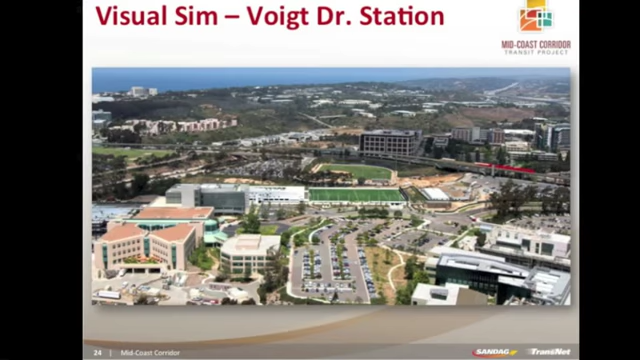 Visual Sim – Voigt Dr. Station
MID-COAST CORRIDOR
TRANSIT PROJECT
24 | Mid-Coast Corridor
SANDAG
TransNet